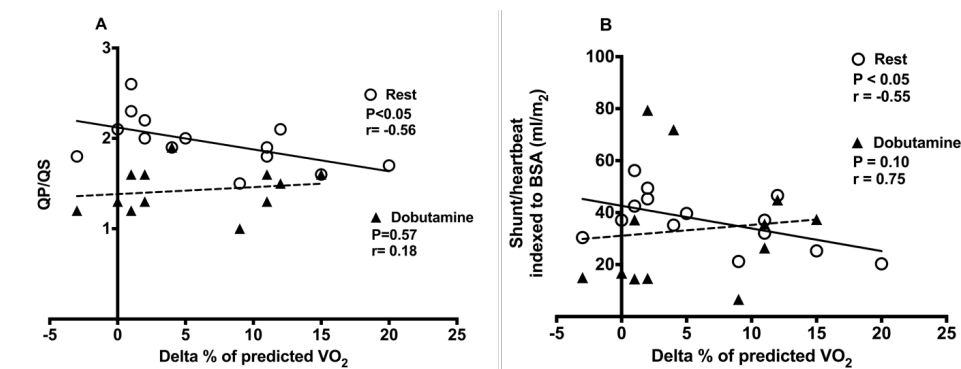 A
3
2
1
QP/QS
Rest
P<0.05
r= -0.56
Dobutamine
P=0.57
r= 0.18
-5 0 5 10 15 20 25
Delta % of predicted VO2
B
100
80
60
40
20
Shunt/heartbeat
indexed to BSA (ml/m2)
Rest
P < 0.05
r = -0.55
Dobutamine
P = 0.10
r = 0.75
-5 0 5 10 15 20 25
Delta % of predicted VO2